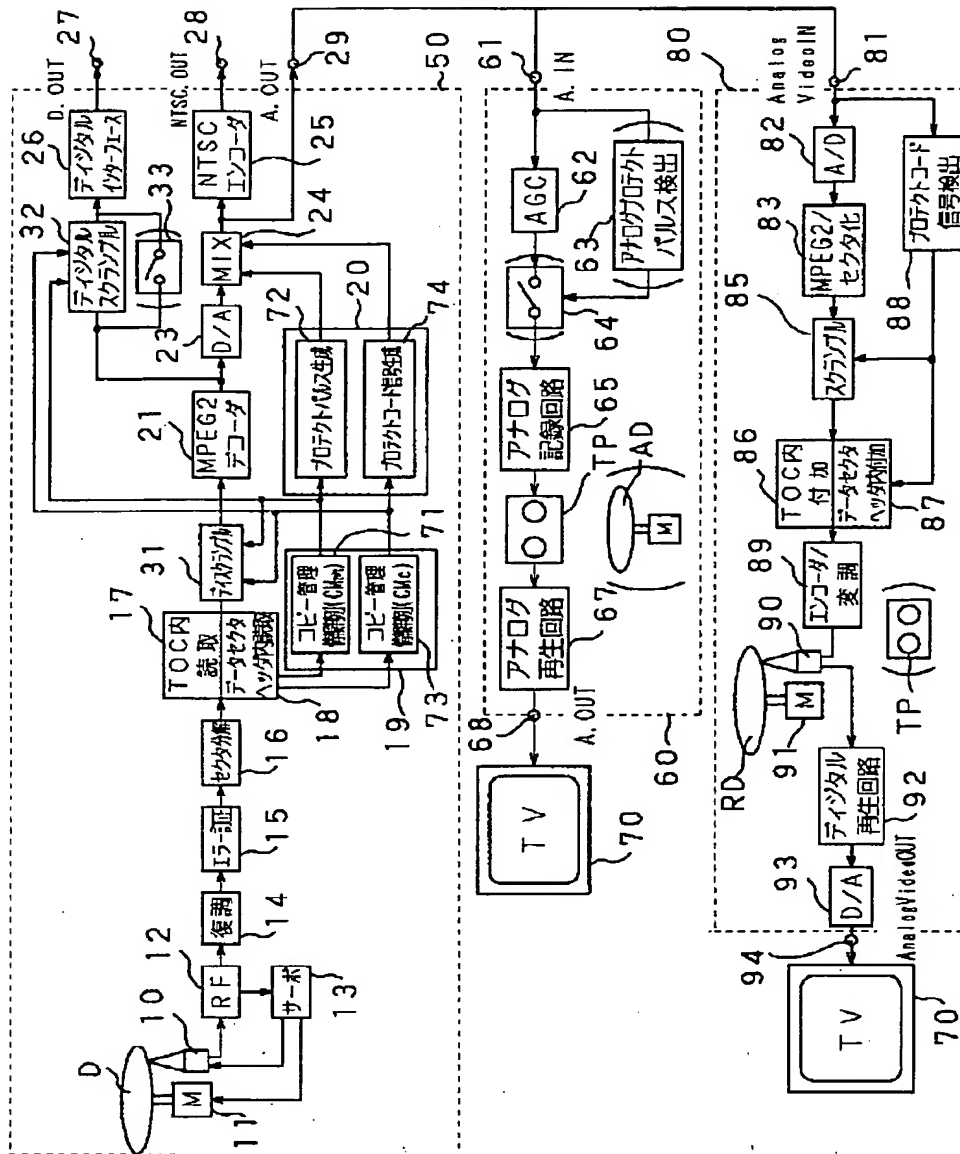 D
10
M
11
RF
12
サーボ
13
復調
14
エラー訂正
15
セクタ分解
16
TOC内
読取
データセクタ
ヘッダ内読取
17
18
ディスクランブル
31
MPEG2
デコーダ
21
D/A
23
MIX
24
NTSC
エンコーダ
25
ディジタル
スクランブル
32
33
ディジタル
インターフェース
26
D. OUT
27
NTSC. OUT
28
A. OUT
29
50
コピー管理
71
コピー管理
73
19
プロテクトパルス生成
72
プロテクトコード信号生成
74
20
61
A. IN
AGC
62
アナログプロテクト
パルス検出
63
64
アナログ
記録回路
65
TP
AD
M
アナログ
再生回路
67
68
A. OUT
60
TV
70
80
Analog
VideoIN
81
A/D
82
MPEG2/
セクタ化
83
スクランブル
85
プロテクトコード
信号検出
88
TOC内
付加
データセクタ
ヘッダ内付加
86
87
エンコーダ/
変調
89
90
RD
M
91
TP
ディジタル
再生回路
92
D/A
93
AnalogVideoOUT
94
TV
70